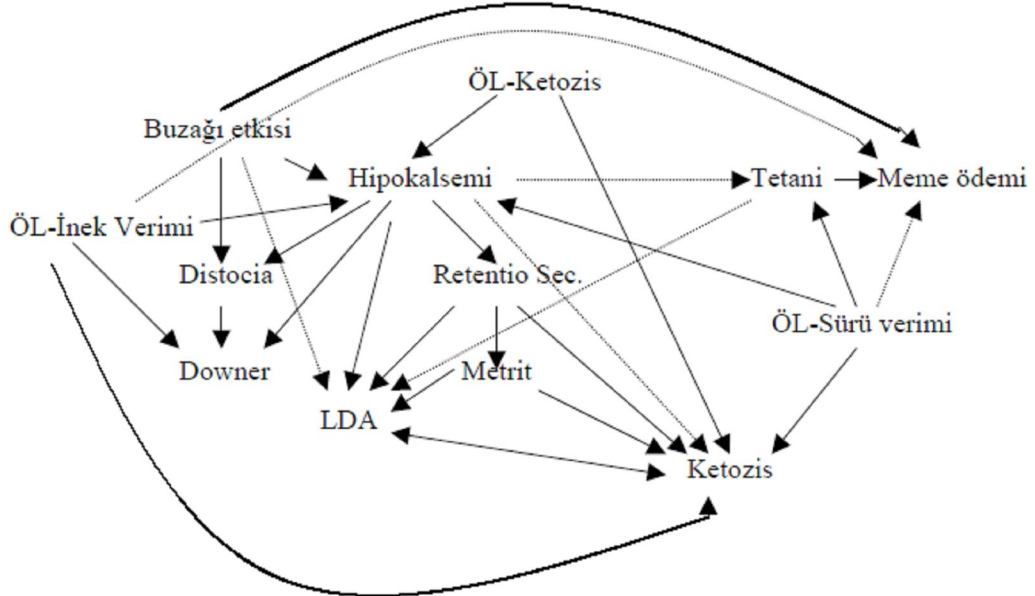 ÖL-Ketozis
Buzağı etkisi
Hipokalsemi
Tetani
Meme ödemi
ÖL-İnek Verimi
Distocia
Retentio Sec.
ÖL-Sürü verimi
Downer
Metrit
LDA
Ketozis